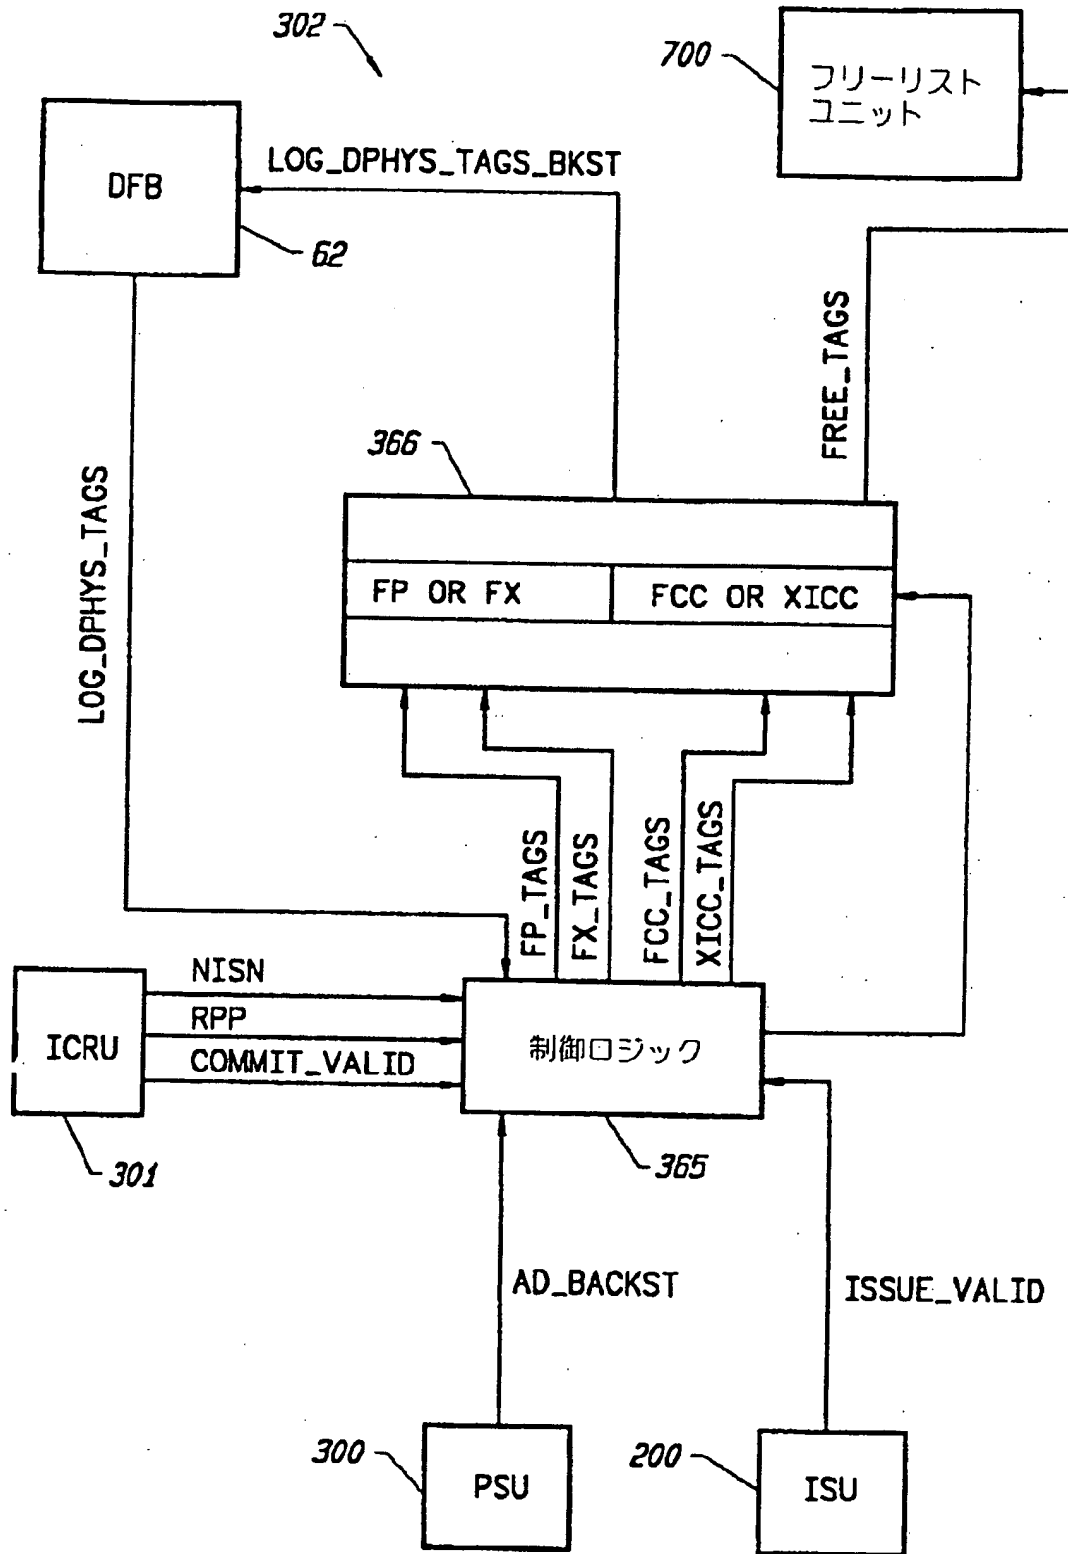 302
700
フリーリスト
ユニット
DFB
LOG_DPHYS_TAGS_BKST
62
FREE_TAGS
366
LOG_DPHYS_TAGS
FP OR FX
FCC OR XICC
FP_TAGS
FX_TAGS
FCC_TAGS
XICC_TAGS
NISN
RPP
COMMIT_VALID
ICRU
制御ロジック
301
365
AD_BACKST
ISSUE_VALID
300
PSU
200
ISU